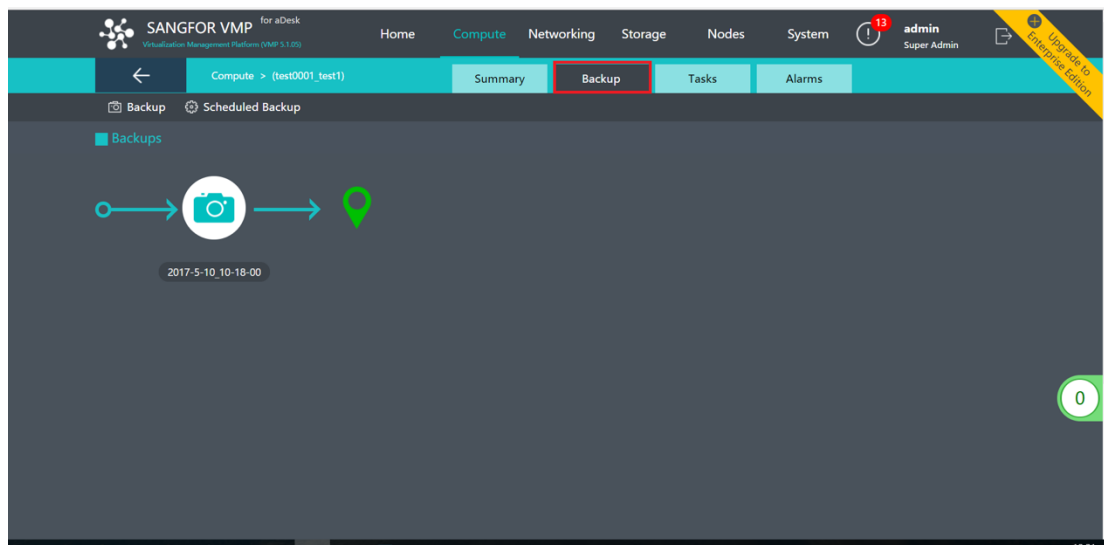 SANGFOR VMP for aDesk
Virtualization Management Platform (VMP 5.1.05)
Home Compute Networking Storage Nodes System 13 admin
Super Admin
Upgrade to
Enterprise Edition
Compute > (test0001_test1) Summary Backup Tasks Alarms
Backup Scheduled Backup
Backups
2017-5-10_10-18-00
0